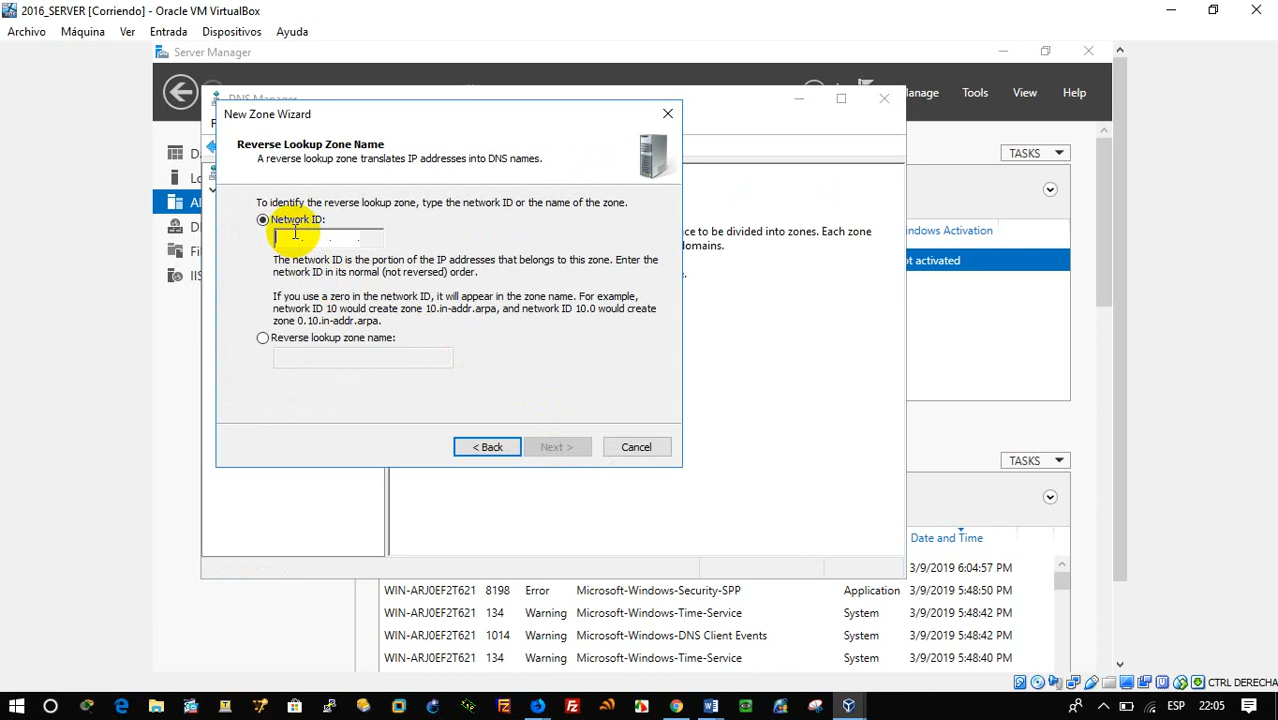 2016_SERVER [Corriendo] - Oracle VM VirtualBox
Archivo Máquina Ver Entrada Dispositivos Ayuda
Server Manager
DNS Manager
Manage Tools View Help
New Zone Wizard
Reverse Lookup Zone Name
A reverse lookup zone translates IP addresses into DNS names.
TASKS
To identify the reverse lookup zone, type the network ID or the name of the zone.
Network ID:
. . .
ce to be divided into zones. Each zone
omains.
ndows Activation
ot activated
The network ID is the portion of the IP addresses that belongs to this zone. Enter the
network ID in its normal (not reversed) order.
If you use a zero in the network ID, it will appear in the zone name. For example,
network ID 10 would create zone 10.in-addr.arpa, and network ID 10.0 would create
zone 0.10.in-addr.arpa.
Reverse lookup zone name:
< Back Next > Cancel
TASKS
Date and Time
3/9/2019 6:04:57 PM
WIN-ARJ0EF2T621 8198 Error Microsoft-Windows-Security-SPP Application 3/9/2019 5:48:50 PM
WIN-ARJ0EF2T621 134 Warning Microsoft-Windows-Time-Service System 3/9/2019 5:48:42 PM
WIN-ARJ0EF2T621 1014 Warning Microsoft-Windows-DNS Client Events System 3/9/2019 5:48:42 PM
WIN-ARJ0EF2T621 134 Warning Microsoft-Windows-Time-Service System 3/9/2019 5:48:40 PM
CTRL DERECHA
ESP 22:05